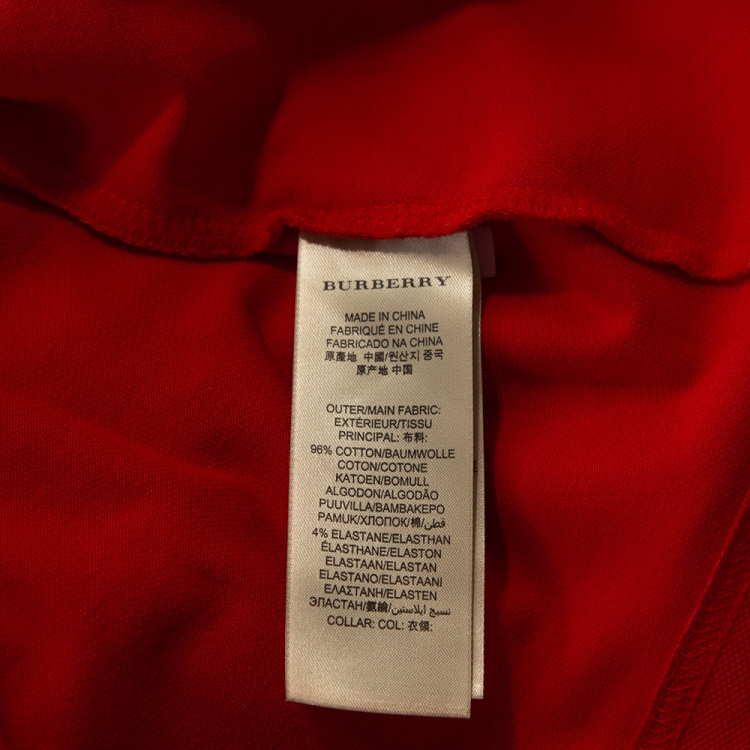 BURBERRY
MADE IN CHINA
FABRIQUÉ EN CHINE
FABRICADO NA CHINA
原產地 中國/원산지 중국
原产地 中国
OUTER/MAIN FABRIC:
EXTÉRIEUR/TISSU
PRINCIPAL: 布料:
96% COTTON/BAUMWOLLE
COTON/COTONE
KATOEN/BOMULL
ALGODON/ALGODÃO
PUUVILLA/BAMBAKEPO
PAMUK/ХЛОПОК/棉/قطن
4% ELASTANE/ELASTHAN
ÉLASTHANE/ELASTON
ELASTAAN/ELASTAN
ELASTANO/ELASTAANI
ΕΛΑΣΤΑΝΗ/ELASTEN
ЭЛАСТАН/氨綸/نسيج ايلاستين
COLLAR: COL: 衣領: